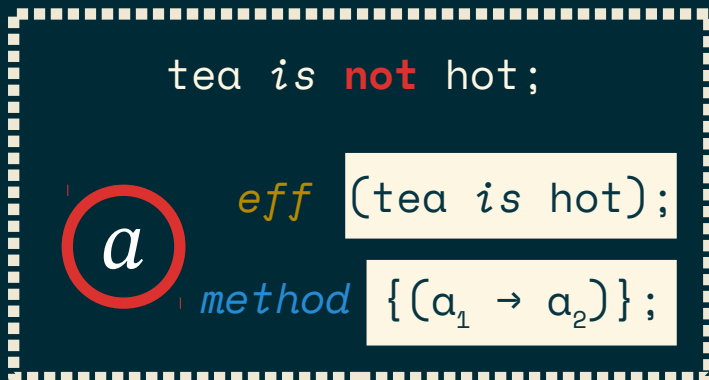 tea is not hot;
eff (tea is hot);
a
method {(a₁ → a₂)};